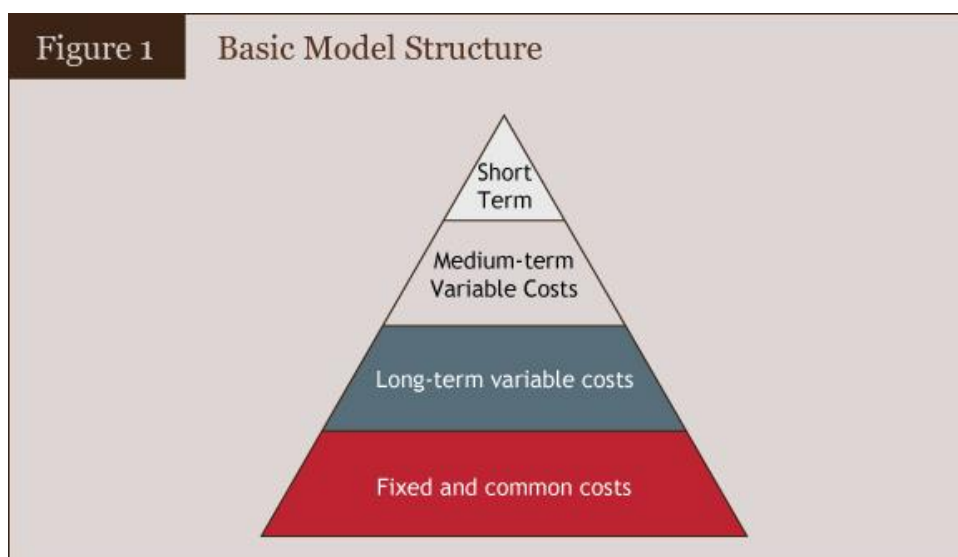 Figure 1
Basic Model Structure
Short
Term
Medium-term
Variable Costs
Long-term variable costs
Fixed and common costs